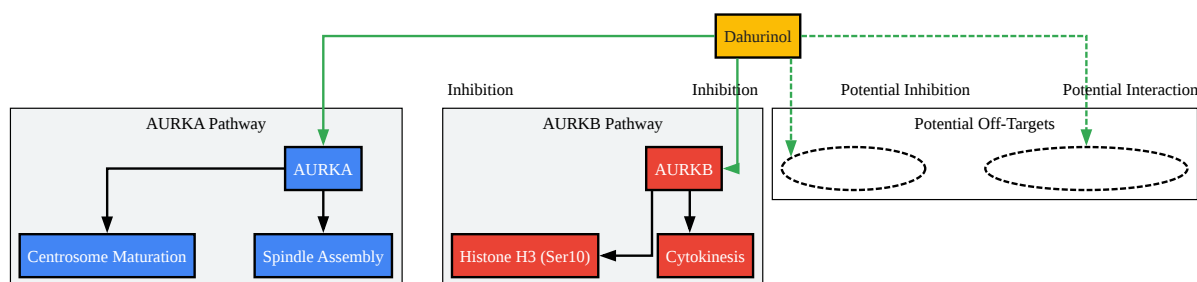 Dahurinol
Inhibition
Inhibition
Potential Inhibition
Potential Interaction
AURKA Pathway
AURKB Pathway
Potential Off-Targets
AURKA
AURKB
Centrosome Maturation
Spindle Assembly
Histone H3 (Ser10)
Cytokinesis